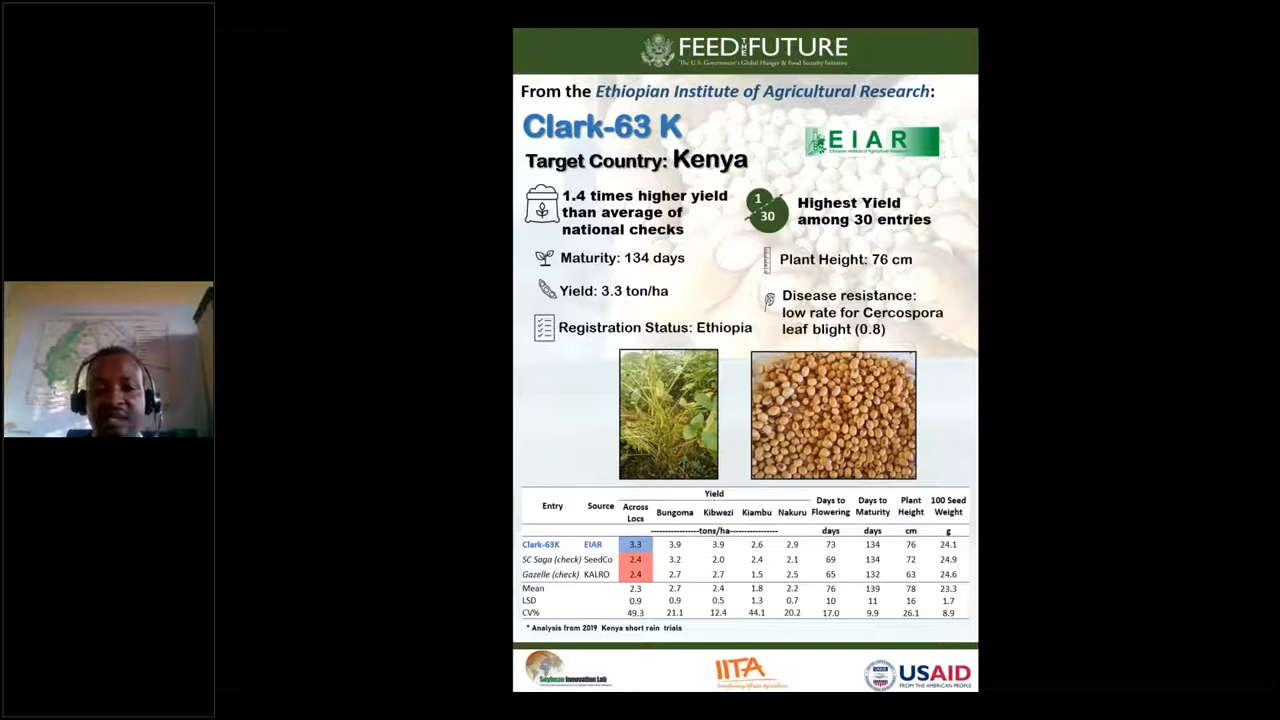 FEED THE FUTURE
The U.S. Government's Global Hunger & Food Security Initiative
From the Ethiopian Institute of Agricultural Research:
Clark-63 K
EIAR
Ethiopian Institute of Agricultural Research
Target Country: Kenya
1.4 times higher yield
than average of
national checks
1
30
Highest Yield
among 30 entries
Maturity: 134 days
Plant Height: 76 cm
Yield: 3.3 ton/ha
Disease resistance:
low rate for Cercospora
leaf blight (0.8)
Registration Status: Ethiopia
Yield
Entry Source Across Locs Bungoma Kibwezi Kiambu Nakuru Days to Flowering Days to Maturity Plant Height 100 Seed Weight
----------------tons/ha---------------- days days cm g
Clark-63K EIAR 3.3 3.9 3.9 2.6 2.9 73 134 76 24.1
SC Saga (check) SeedCo 2.4 3.2 2.0 2.4 2.1 69 134 72 24.9
Gazelle (check) KALRO 2.4 2.7 2.7 1.5 2.5 65 132 63 24.6
Mean 2.3 2.7 2.4 1.8 2.2 76 139 78 23.3
LSD 0.9 0.9 0.5 1.3 0.7 10 11 16 1.7
CV% 49.3 21.1 12.4 44.1 20.2 17.0 9.9 26.1 8.9
* Analysis from 2019 Kenya short rain trials
Soybean Innovation Lab
IITA
Transforming African Agriculture
USAID
FROM THE AMERICAN PEOPLE